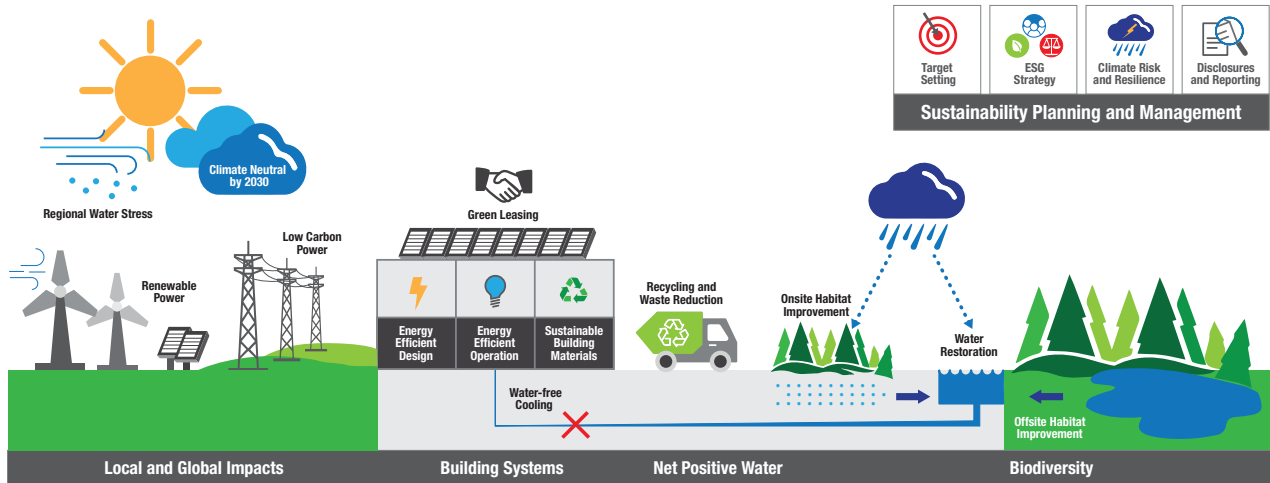 Target
Setting
ESG
Strategy
Climate Risk
and Resilience
Disclosures
and Reporting
Sustainability Planning and Management
Climate Neutral
by 2030
Regional Water Stress
Green Leasing
Low Carbon
Power
Renewable
Power
Recycling and
Waste Reduction
Onsite Habitat
Improvement
Energy
Efficient
Design
Energy
Efficient
Operation
Sustainable
Building
Materials
Water
Restoration
Water-free
Cooling
Offsite Habitat
Improvement
Local and Global Impacts
Building Systems
Net Positive Water
Biodiversity